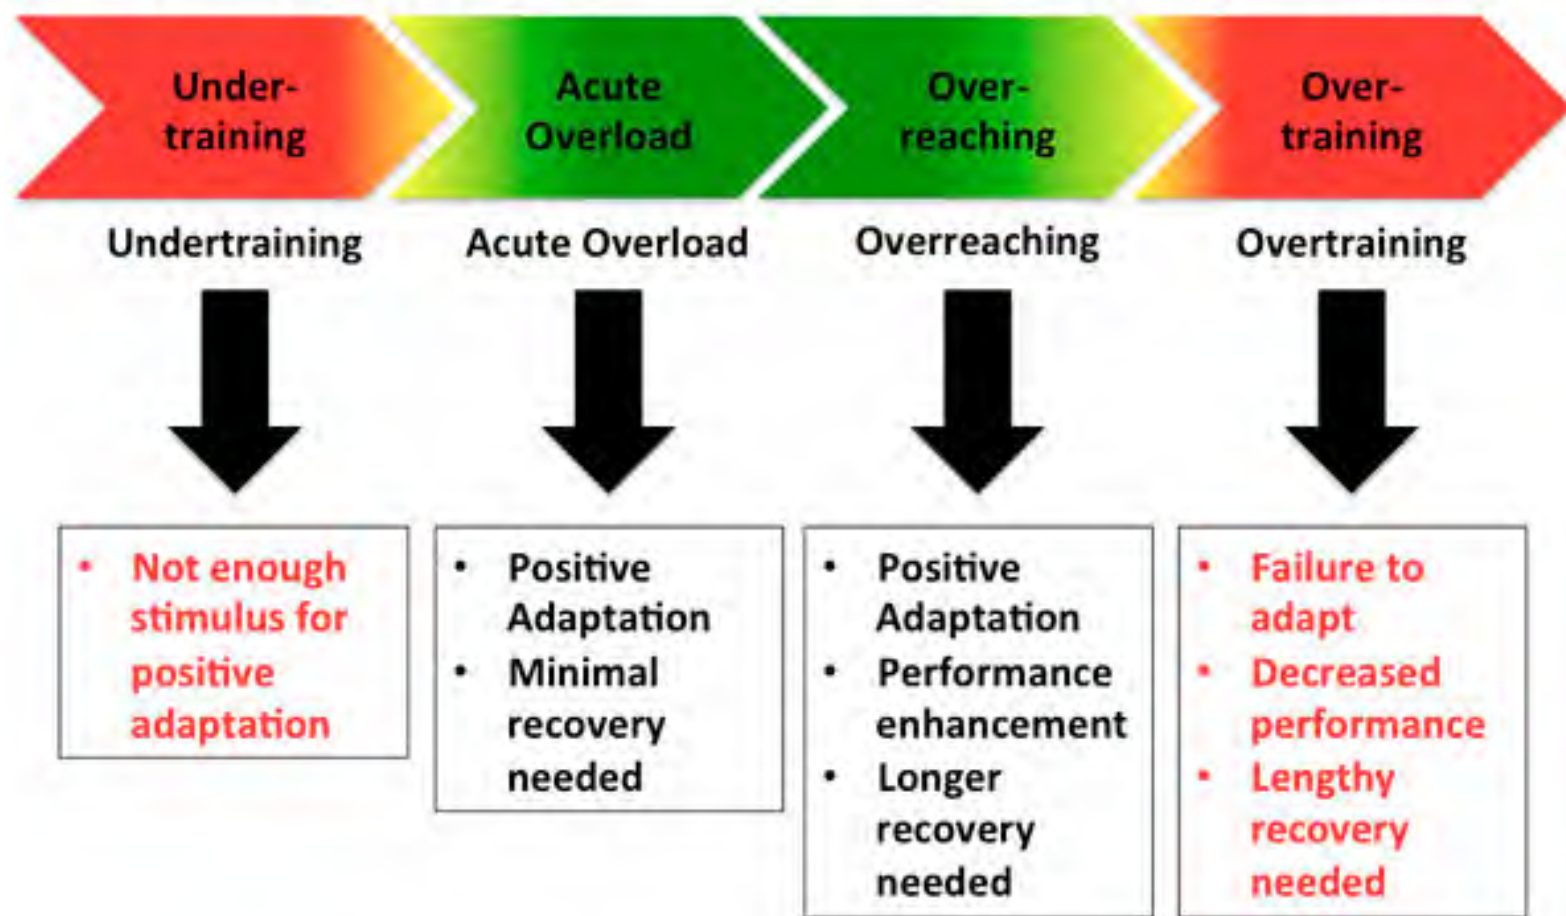 Under-
training
Acute
Overload
Over-
reaching
Over-
training
Undertraining
Acute Overload
Overreaching
Overtraining
• Not enough
stimulus for
positive
adaptation
• Positive
Adaptation
• Minimal
recovery
needed
• Positive
Adaptation
• Performance
enhancement
• Longer
recovery
needed
• Failure to
adapt
• Decreased
performance
• Lengthy
recovery
needed